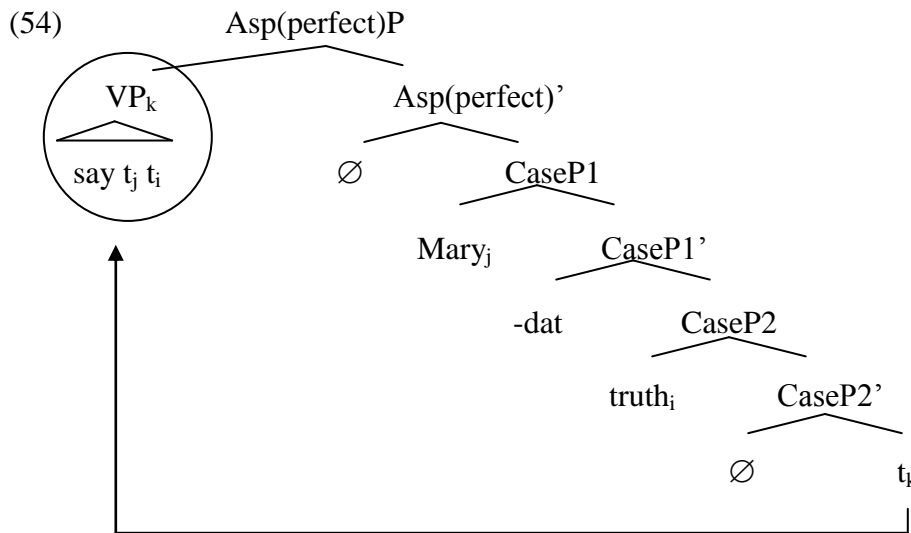 (54) Asp(perfect)P
VPₖ Asp(perfect)’
say tⱼ tᵢ ∅ CaseP1
Maryⱼ CaseP1’
-dat CaseP2
truthᵢ CaseP2’
∅ tₖ